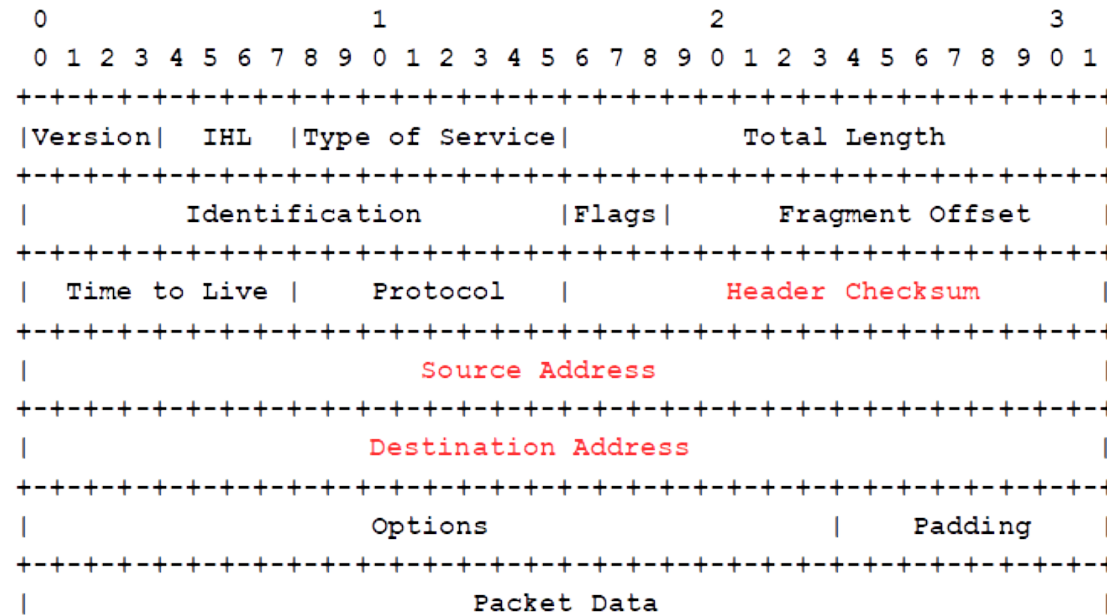 0                   1                   2                   3
0 1 2 3 4 5 6 7 8 9 0 1 2 3 4 5 6 7 8 9 0 1 2 3 4 5 6 7 8 9 0 1
+-+-+-+-+-+-+-+-+-+-+-+-+-+-+-+-+-+-+-+-+-+-+-+-+-+-+-+-+-+-+-+-+
|Version|  IHL  |Type of Service|          Total Length         |
+-+-+-+-+-+-+-+-+-+-+-+-+-+-+-+-+-+-+-+-+-+-+-+-+-+-+-+-+-+-+-+-+
|         Identification        |Flags|      Fragment Offset    |
+-+-+-+-+-+-+-+-+-+-+-+-+-+-+-+-+-+-+-+-+-+-+-+-+-+-+-+-+-+-+-+-+
|  Time to Live |    Protocol   |         Header Checksum       |
+-+-+-+-+-+-+-+-+-+-+-+-+-+-+-+-+-+-+-+-+-+-+-+-+-+-+-+-+-+-+-+-+
|                       Source Address                          |
+-+-+-+-+-+-+-+-+-+-+-+-+-+-+-+-+-+-+-+-+-+-+-+-+-+-+-+-+-+-+-+-+
|                    Destination Address                        |
+-+-+-+-+-+-+-+-+-+-+-+-+-+-+-+-+-+-+-+-+-+-+-+-+-+-+-+-+-+-+-+-+
|                    Options                    |    Padding    |
+-+-+-+-+-+-+-+-+-+-+-+-+-+-+-+-+-+-+-+-+-+-+-+-+-+-+-+-+-+-+-+-+
|                          Packet Data                          |